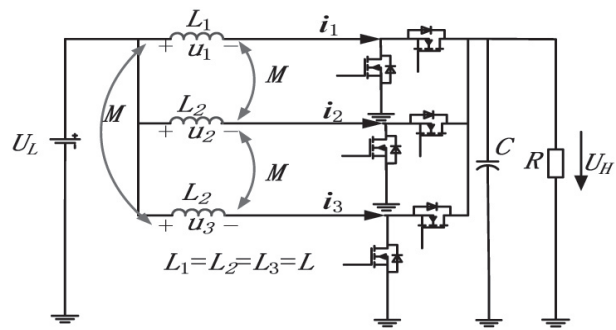 L₁ i₁
+ u₁ −
M
L₂ i₂
M
+ u₂ −
U_L
M
C R U_H
L₂ i₃
+ u₃ −
L₁=L₂=L₃=L